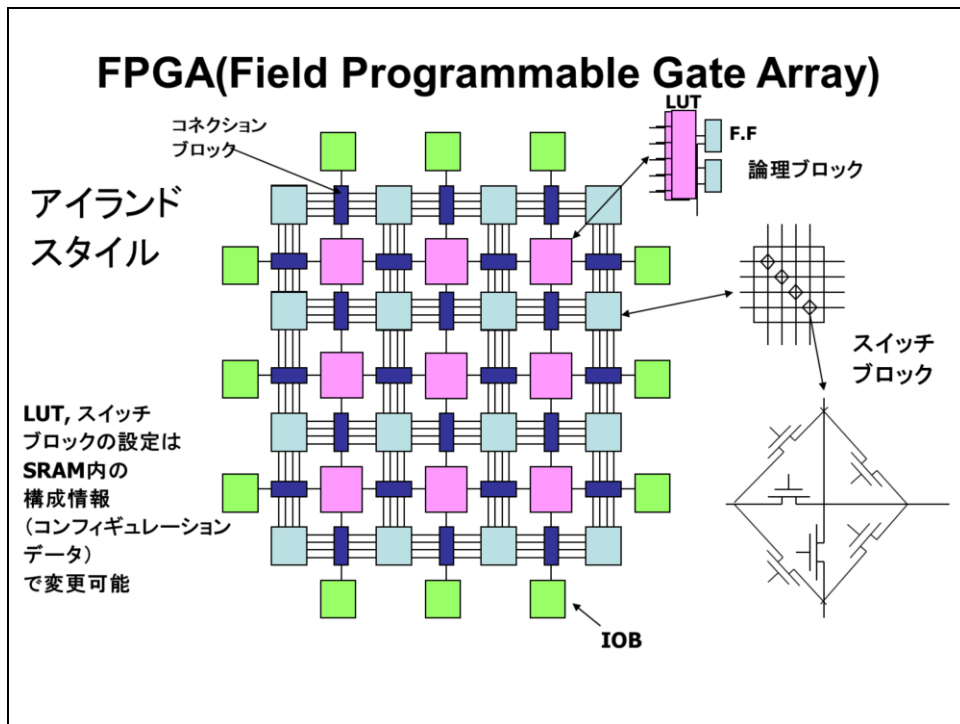 FPGA(Field Programmable Gate Array)
コネクション
ブロック
LUT
F.F
論理ブロック
アイランド
スタイル
スイッチ
ブロック
LUT, スイッチ
ブロックの設定は
SRAM内の
構成情報
（コンフィギュレーション
データ）
で変更可能
IOB